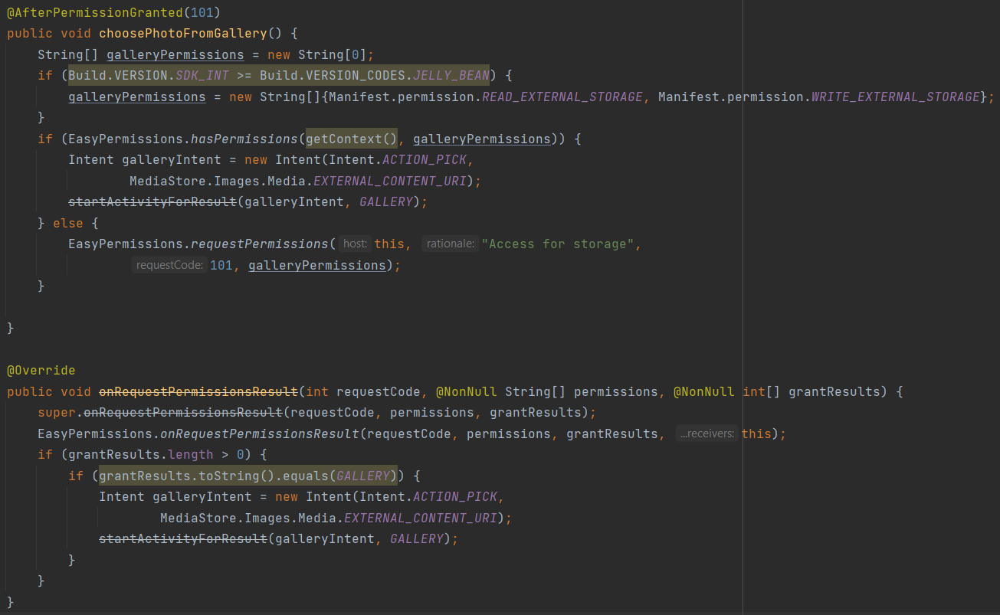 @AfterPermissionGranted(101)
public void choosePhotoFromGallery() {
    String[] galleryPermissions = new String[0];
    if (Build.VERSION.SDK_INT >= Build.VERSION_CODES.JELLY_BEAN) {
        galleryPermissions = new String[]{Manifest.permission.READ_EXTERNAL_STORAGE, Manifest.permission.WRITE_EXTERNAL_STORAGE};
    }
    if (EasyPermissions.hasPermissions(getContext(), galleryPermissions)) {
        Intent galleryIntent = new Intent(Intent.ACTION_PICK,
                MediaStore.Images.Media.EXTERNAL_CONTENT_URI);
        startActivityForResult(galleryIntent, GALLERY);
    } else {
        EasyPermissions.requestPermissions( host: this, rationale: "Access for storage",
                requestCode: 101, galleryPermissions);
    }
}
@Override
public void onRequestPermissionsResult(int requestCode, @NonNull String[] permissions, @NonNull int[] grantResults) {
    super.onRequestPermissionsResult(requestCode, permissions, grantResults);
    EasyPermissions.onRequestPermissionsResult(requestCode, permissions, grantResults, ...receivers: this);
    if (grantResults.length > 0) {
        if (grantResults.toString().equals(GALLERY)) {
            Intent galleryIntent = new Intent(Intent.ACTION_PICK,
                    MediaStore.Images.Media.EXTERNAL_CONTENT_URI);
            startActivityForResult(galleryIntent, GALLERY);
        }
    }
}